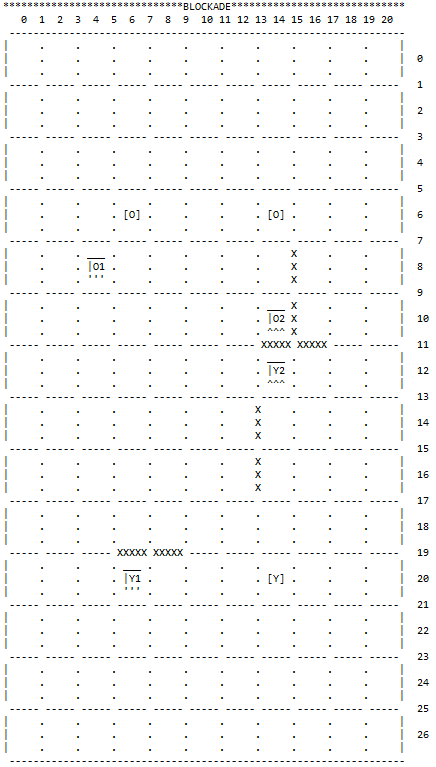 ******************************BLOCKADE*****************************
0 1 2 3 4 5 6 7 8 9 10 11 12 13 14 15 16 17 18 19 20
0
1
2
3
4
5
[O] [O] 6
7
X
|O1 X 8
''' X
9
X
|O2 X 10
^^^ X
XXXXX XXXXX 11
|Y2 12
^^^
13
X
X 14
X
15
X
X 16
X
17
18
XXXXX XXXXX 19
|Y1 [Y] 20
'''
21
22
23
24
25
26